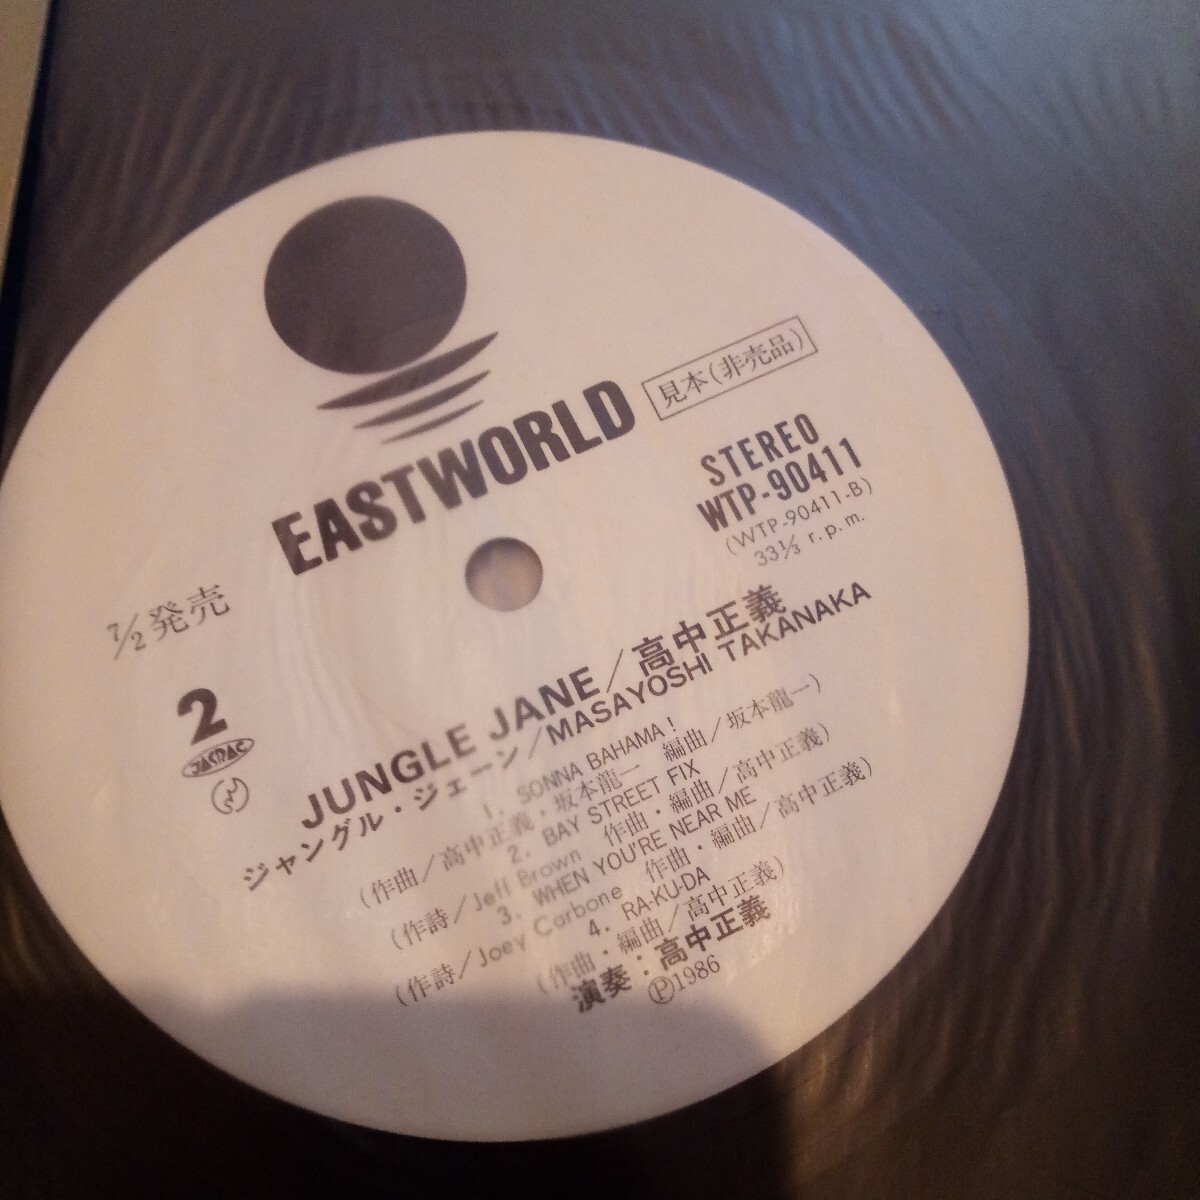 EASTWORLD
見本(非売品)
STEREO
WTP-90411
(WTP-90411-B)
33⅓ r.p.m.
7/2発売
2
JASRAC
JUNGLE JANE/高中正義
ジャングル・ジェーン/MASAYOSHI TAKANAKA
1. SONNA BAHAMA!
(作曲/高中正義・坂本龍一 編曲/坂本龍一)
2. BAY STREET FIX
(作詩/Jeff Brown 作曲・編曲/高中正義)
3. WHEN YOU'RE NEAR ME
(作詩/Joey Carbone 作曲・編曲/高中正義)
4. RA-KU-DA
(作曲・編曲/高中正義)
演奏:高中正義
Ⓟ1986